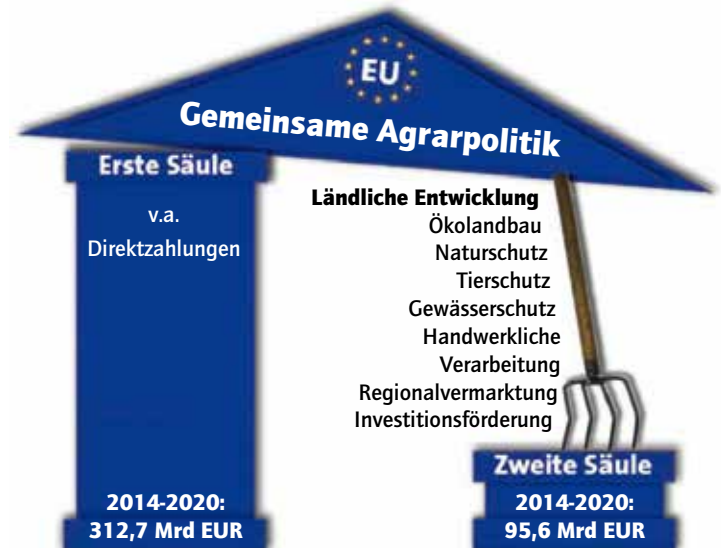 EU
Gemeinsame Agrarpolitik
Erste Säule
v.a.
Direktzahlungen
2014-2020:
312,7 Mrd EUR
Ländliche Entwicklung
Ökolandbau
Naturschutz
Tierschutz
Gewässerschutz
Handwerkliche
Verarbeitung
Regionalvermarktung
Investitionsförderung
Zweite Säule
2014-2020:
95,6 Mrd EUR